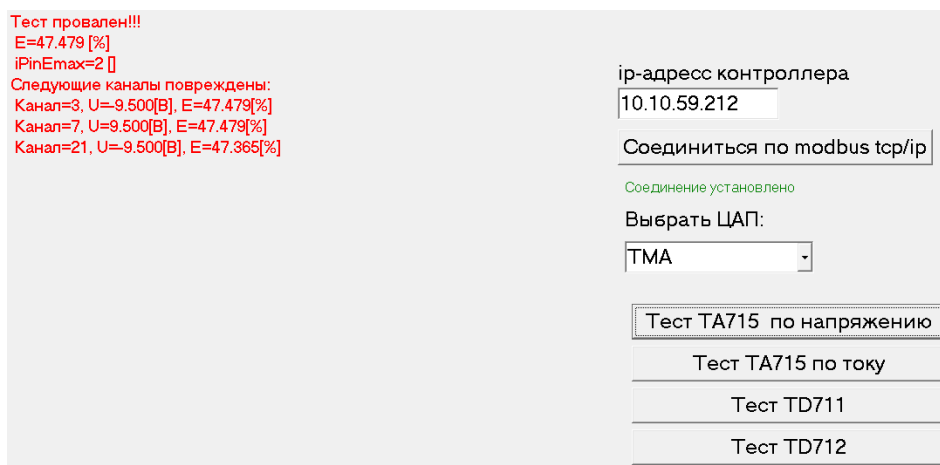 Тест провален!!!
E=47.479 [%]
iPinEmax=2 []
Следующие каналы повреждены:
Канал=3, U=-9.500[В], E=47.479[%]
Канал=7, U=9.500[В], E=47.479[%]
Канал=21, U=-9.500[В], E=47.365[%]
ip-адресс контроллера
10.10.59.212
Соединиться по modbus tcp/ip
Соединение установлено
Выбрать ЦАП:
TMA
Тест TA715 по напряжению
Тест TA715 по току
Тест TD711
Тест TD712